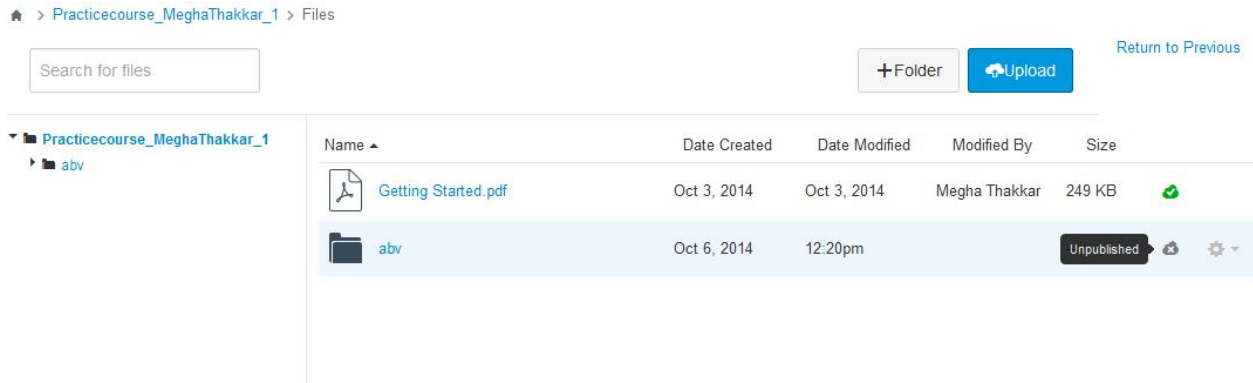 > Practicecourse_MeghaThakkar_1 > Files
Return to Previous
Search for files
+Folder
Upload
Practicecourse_MeghaThakkar_1
abv
Name Date Created Date Modified Modified By Size
Getting Started.pdf Oct 3, 2014 Oct 3, 2014 Megha Thakkar 249 KB
abv Oct 6, 2014 12:20pm Unpublished